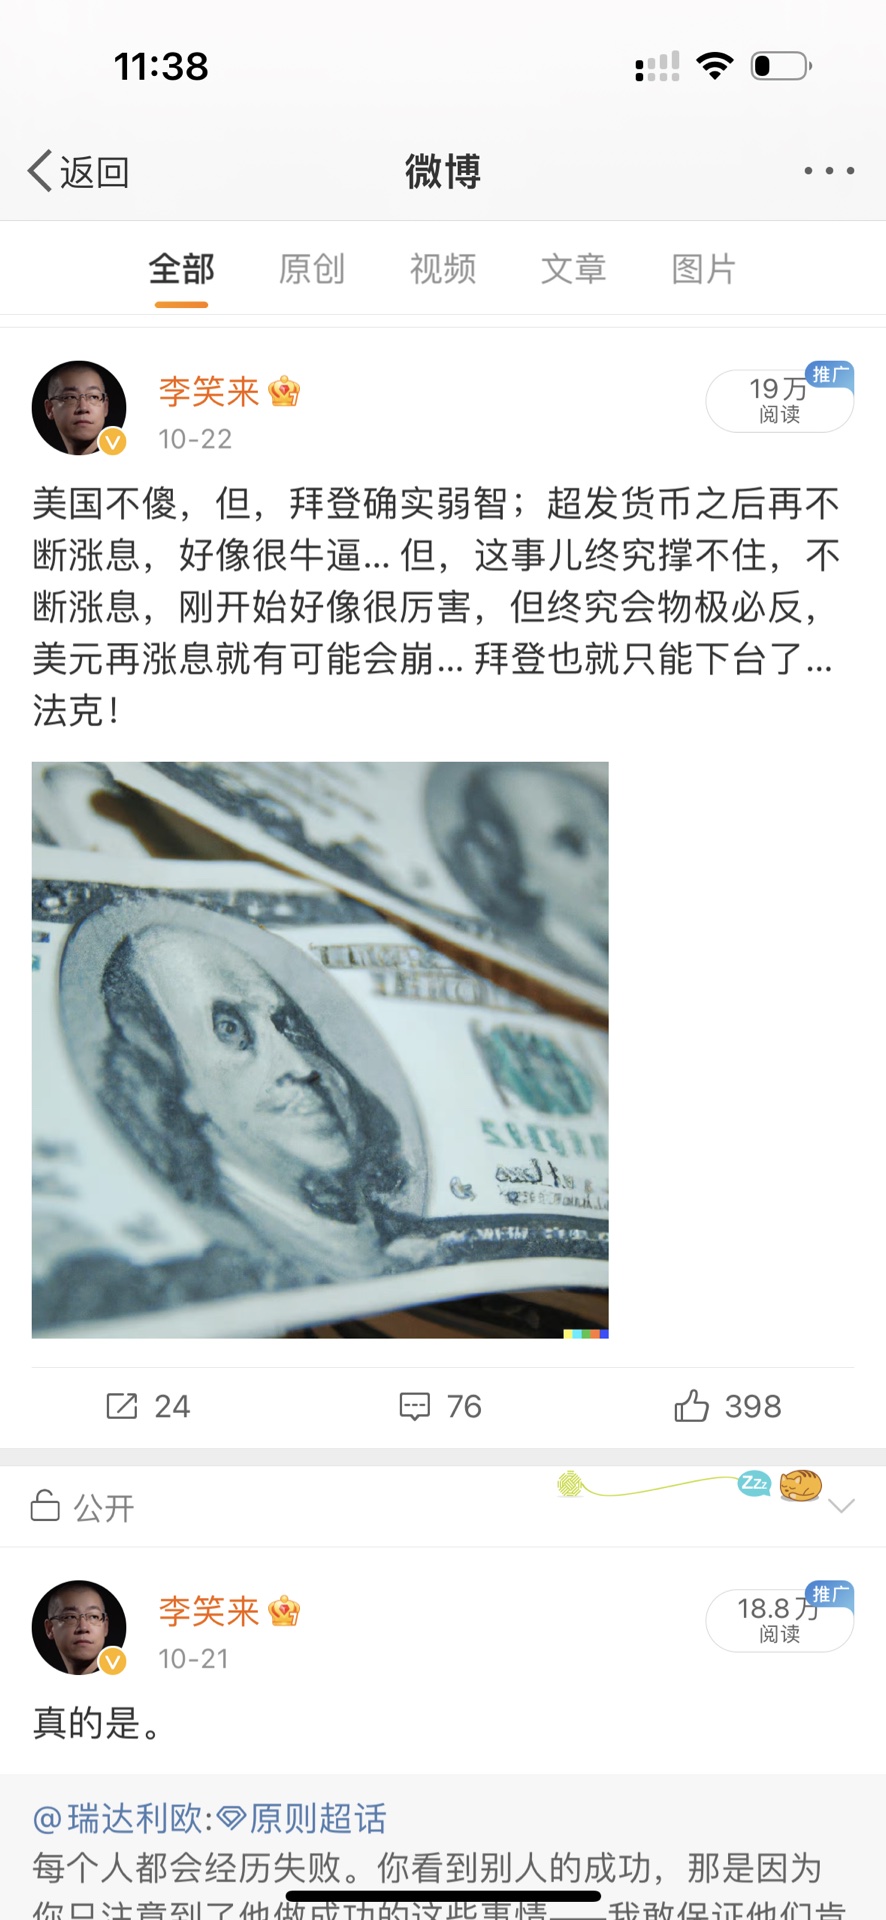 11:38
返回
微博
全部 原创 视频 文章 图片
李笑来
19万
推广
阅读
10-22
美国不傻，但，拜登确实弱智；超发货币之后再不
断涨息，好像很牛逼... 但，这事儿终究撑不住，不
断涨息，刚开始好像很厉害，但终究会物极必反，
美元再涨息就有可能会崩... 拜登也就只能下台了...
法克！
24 76 398
公开
Zzz
李笑来
18.8万
推广
阅读
10-21
真的是。
@瑞达利欧:原则超话
每个人都会经历失败。你看到别人的成功，那是因为
你只注意到了他做成功的这些事情——我敢保证他们肯